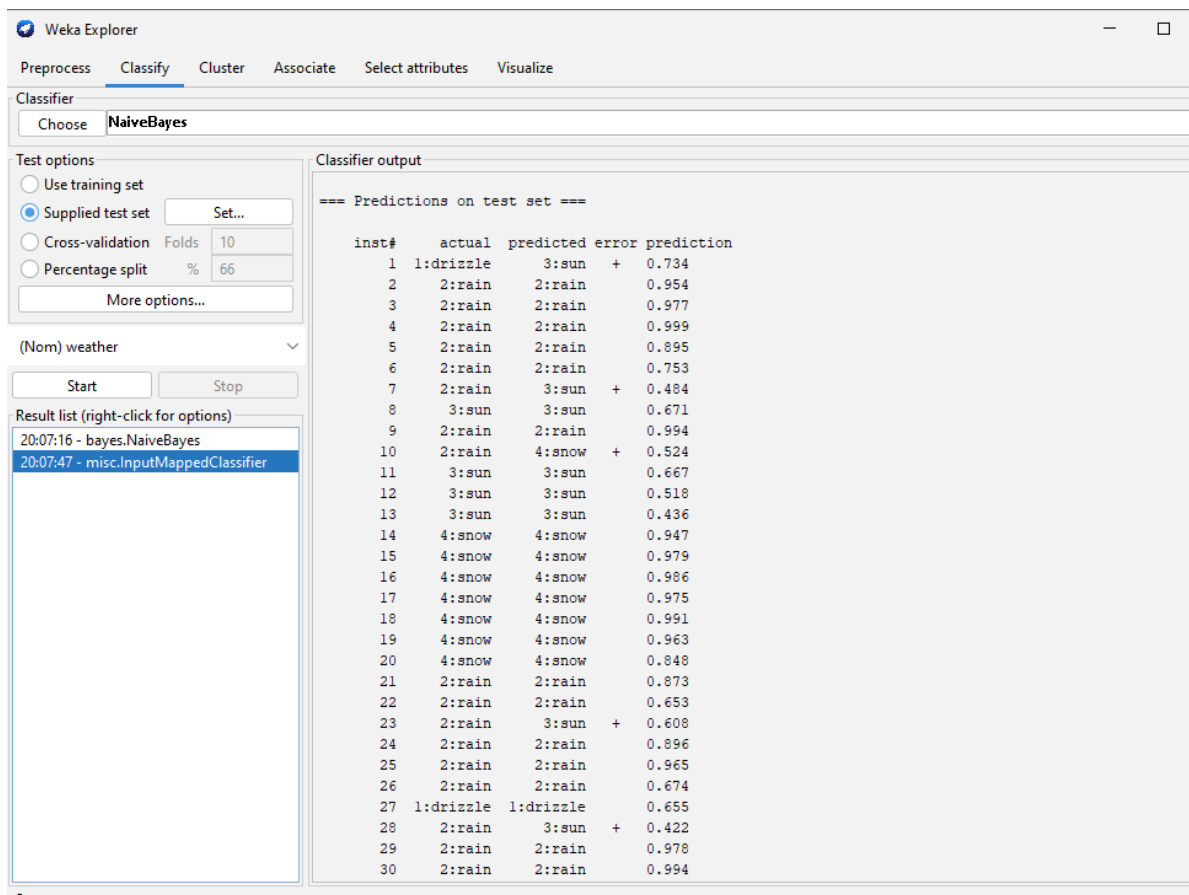 Weka Explorer
Preprocess Classify Cluster Associate Select attributes Visualize
Classifier
Choose NaiveBayes
Test options
Use training set
Supplied test set Set...
Cross-validation Folds 10
Percentage split % 66
More options...
(Nom) weather
Start Stop
Result list (right-click for options)
20:07:16 - bayes.NaiveBayes
20:07:47 - misc.InputMappedClassifier
Classifier output
=== Predictions on test set ===
inst# actual predicted error prediction
1 1:drizzle 3:sun + 0.734
2 2:rain 2:rain 0.954
3 2:rain 2:rain 0.977
4 2:rain 2:rain 0.999
5 2:rain 2:rain 0.895
6 2:rain 2:rain 0.753
7 2:rain 3:sun + 0.484
8 3:sun 3:sun 0.671
9 2:rain 2:rain 0.994
10 2:rain 4:snow + 0.524
11 3:sun 3:sun 0.667
12 3:sun 3:sun 0.518
13 3:sun 3:sun 0.436
14 4:snow 4:snow 0.947
15 4:snow 4:snow 0.979
16 4:snow 4:snow 0.986
17 4:snow 4:snow 0.975
18 4:snow 4:snow 0.991
19 4:snow 4:snow 0.963
20 4:snow 4:snow 0.848
21 2:rain 2:rain 0.873
22 2:rain 2:rain 0.653
23 2:rain 3:sun + 0.608
24 2:rain 2:rain 0.896
25 2:rain 2:rain 0.965
26 2:rain 2:rain 0.674
27 1:drizzle 1:drizzle 0.655
28 2:rain 3:sun + 0.422
29 2:rain 2:rain 0.978
30 2:rain 2:rain 0.994